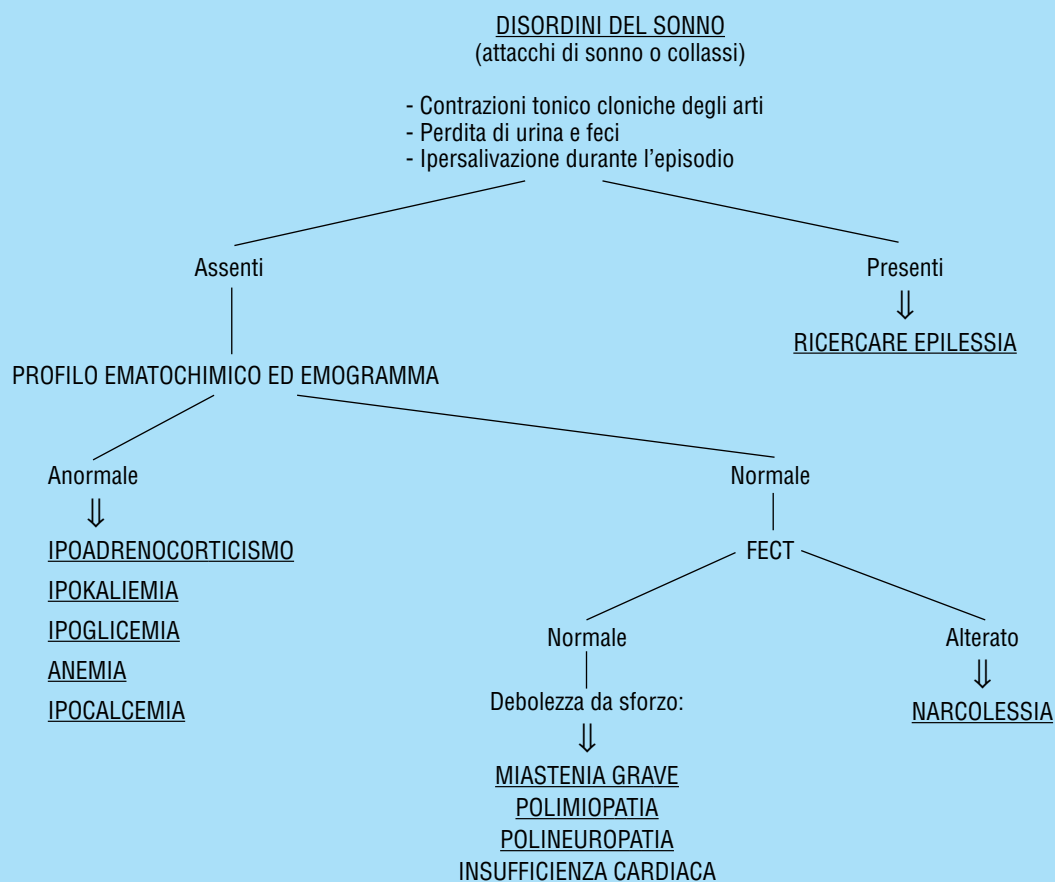 DISORDINI DEL SONNO
(attacchi di sonno o collassi)
- Contrazioni tonico cloniche degli arti
- Perdita di urina e feci
- Ipersalivazione durante l'episodio
Assenti
Presenti
⇓
RICERCARE EPILESSIA
PROFILO EMATOCHIMICO ED EMOGRAMMA
Anormale
⇓
IPOADRENOCORTICISMO
IPOKALIEMIA
IPOGLICEMIA
ANEMIA
IPOCALCEMIA
Normale
FECT
Normale
Debolezza da sforzo:
⇓
MIASTENIA GRAVE
POLIMIOPATIA
POLINEUROPATIA
INSUFFICIENZA CARDIACA
Alterato
⇓
NARCOLESSIA